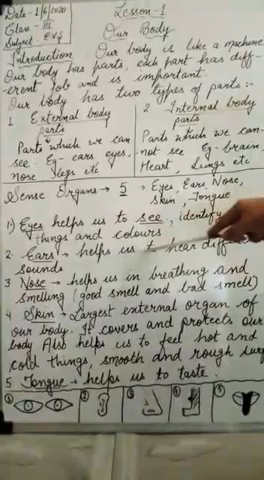 Date - 1/6/2020
Lesson - 1
Class - III
Our Body
Subject EVS
Introduction Our body is like a machine
Our body has parts, each part has diff-
erent job and is important.
Our body has two types of parts:-
1 External body parts
Parts which we can
see. Eg- ears eyes,
Nose legs etc
2. Internal body parts
Parts which we can-
not see. Eg - brain,
Heart, Lungs etc
Sense Organs → 5 → Eyes, Ears, Nose,
Skin, Tongue
1) Eyes helps us to see, identify
things and colours
2. Ears → helps us to hear diff
sounds
3 Nose → helps us in breathing and
smelling (good smell and bad smell)
4 Skin → Largest external organ of
our body. It covers and protects our
body Also helps us to feel hot and
cold things, smooth and rough sur
5 Tongue → helps us to taste.